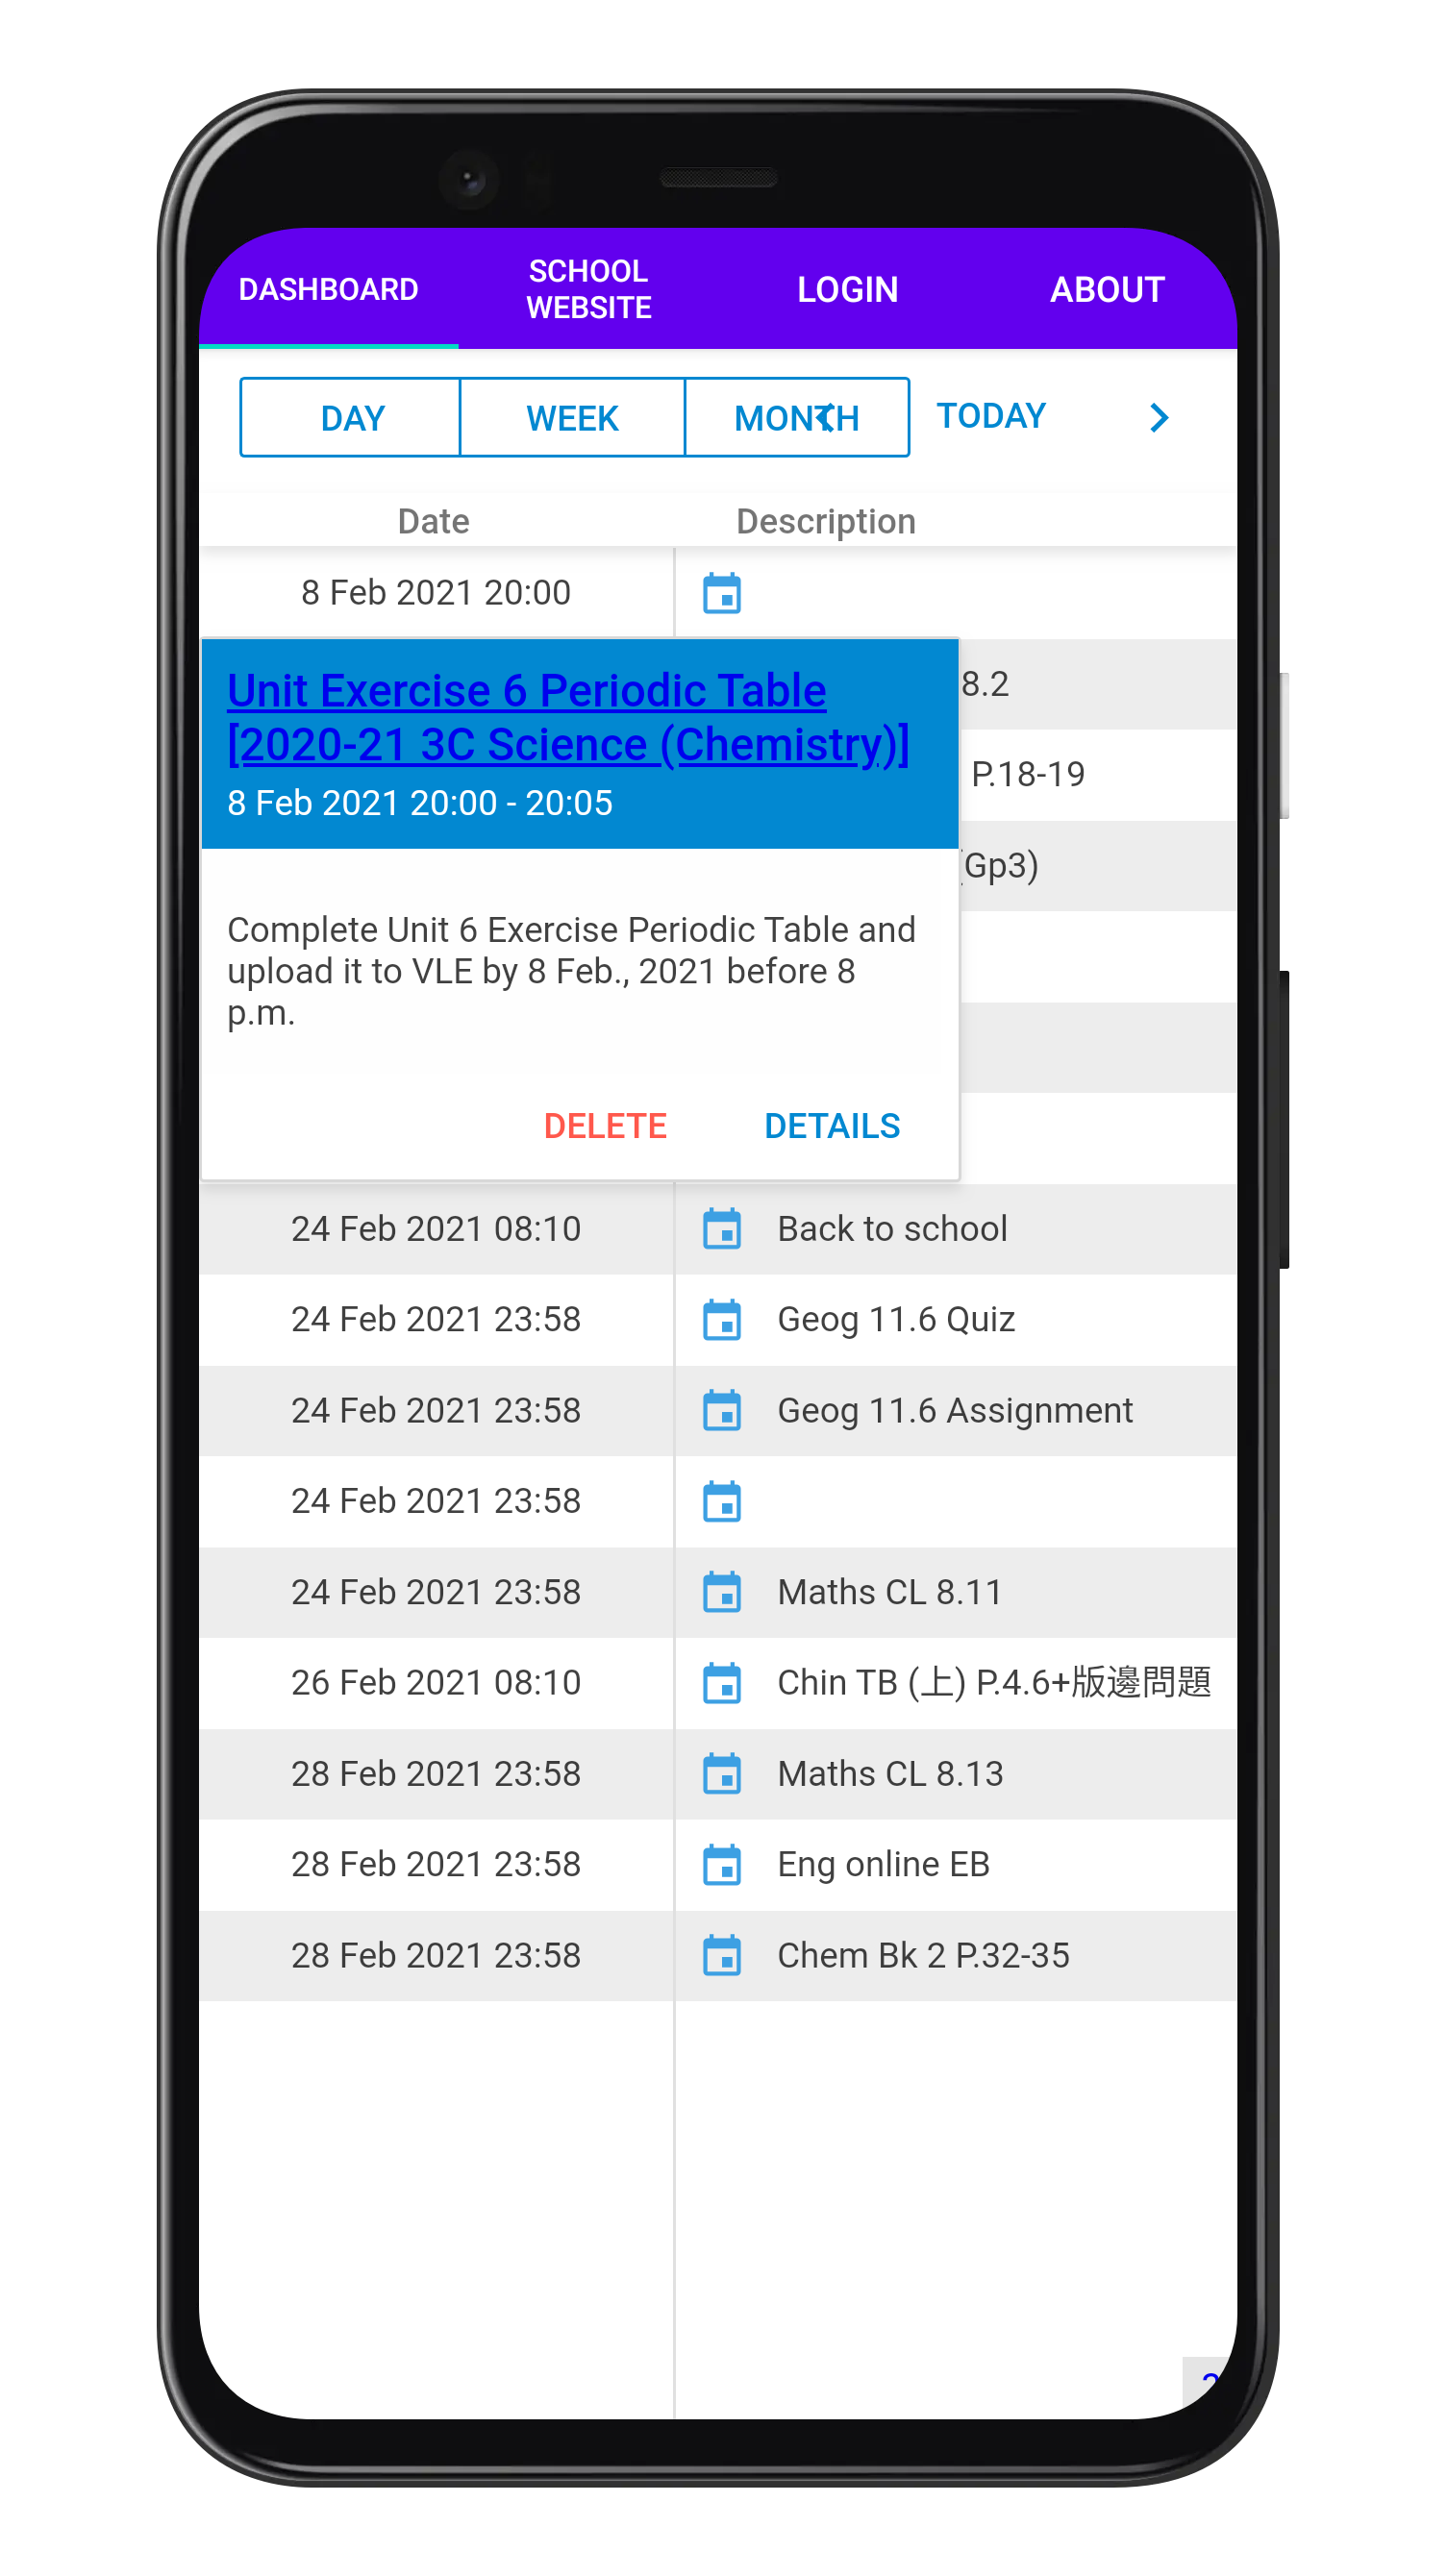 DASHBOARD
SCHOOL
WEBSITE
LOGIN
ABOUT
DAY
WEEK
MONTH
TODAY
Date
Description
8 Feb 2021 20:00
Unit Exercise 6 Periodic Table
[2020-21 3C Science (Chemistry)]
8 Feb 2021 20:00 - 20:05
8.2
P.18-19
(Gp3)
Complete Unit 6 Exercise Periodic Table and
upload it to VLE by 8 Feb., 2021 before 8
p.m.
DELETE
DETAILS
24 Feb 2021 08:10 Back to school
24 Feb 2021 23:58 Geog 11.6 Quiz
24 Feb 2021 23:58 Geog 11.6 Assignment
24 Feb 2021 23:58
24 Feb 2021 23:58 Maths CL 8.11
26 Feb 2021 08:10 Chin TB (上) P.4.6+版邊問題
28 Feb 2021 23:58 Maths CL 8.13
28 Feb 2021 23:58 Eng online EB
28 Feb 2021 23:58 Chem Bk 2 P.32-35